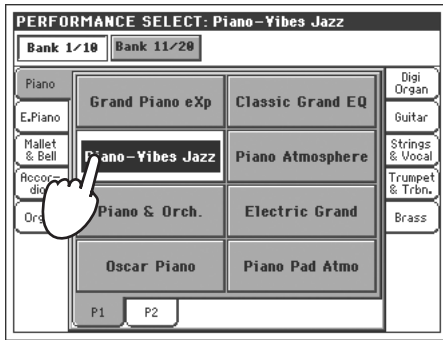 PERFORMANCE SELECT: Piano-Vibes Jazz
Bank 1/10 Bank 11/20
Piano
E.Piano
Mallet
& Bell
Accor-
Grand Piano eXp Classic Grand EQ
Piano-Vibes Jazz Piano Atmosphere
Piano & Orch. Electric Grand
Oscar Piano Piano Pad Atmo
Digi
Organ
Guitar
Strings
& Vocal
Trumpet
& Trbn.
Brass
P1 P2